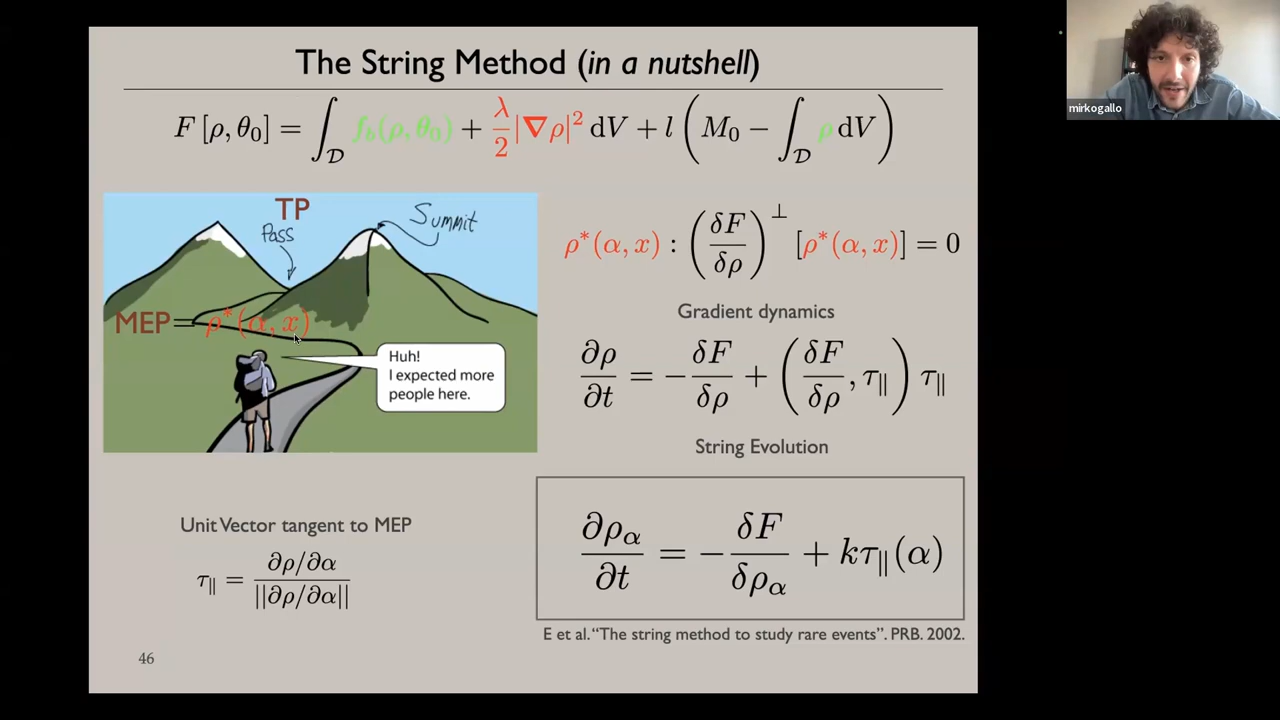 The String Method (in a nutshell)
F [ρ, θ₀] = ∫_𝒟 f_b(ρ, θ₀) + λ/2 |∇ρ|² dV + l ( M₀ − ∫_𝒟 ρ dV )
mirkogallo
TP
Pass
Summit
MEP= ρ*(α, x)
Huh!
I expected more
people here.
ρ*(α, x) : (δF/δρ)^⊥ [ρ*(α, x)] = 0
Gradient dynamics
∂ρ/∂t = − δF/δρ + ( δF/δρ , τ_∥ ) τ_∥
String Evolution
∂ρ_α/∂t = − δF/δρ_α + kτ_∥(α)
Unit Vector tangent to MEP
τ_∥ = ∂ρ/∂α / ||∂ρ/∂α||
E et al. “The string method to study rare events”. PRB. 2002.
46